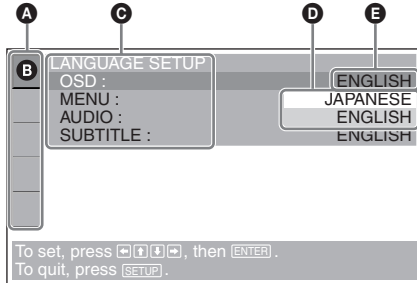 A C D E
B
LANGUAGE SETUP
OSD : ENGLISH
MENU : JAPANESE
AUDIO : ENGLISH
SUBTITLE : ENGLISH
To set, press ←↑↓→, then ENTER.
To quit, press SETUP.